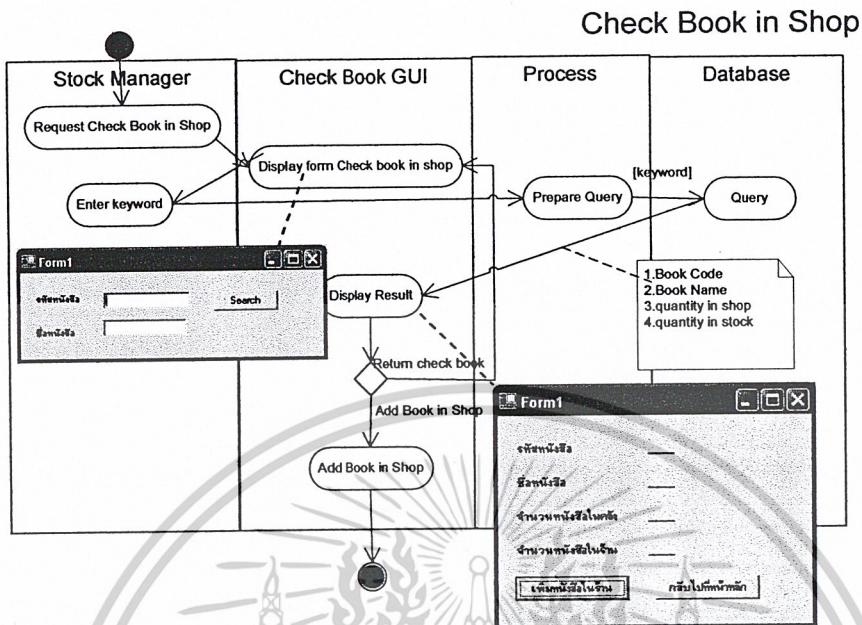 Check Book in Shop
Stock Manager
Check Book GUI
Process
Database
Request Check Book in Shop
Display form Check book in shop
Enter keyword
Prepare Query
[keyword]
Query
Form1
รหัสหนังสือ
Search
ชื่อหนังสือ
Display Result
1.Book Code
2.Book Name
3.quantity in shop
4.quantity in stock
Return check book
Add Book in Shop
Add Book in Shop
Form1
รหัสหนังสือ
ชื่อหนังสือ
จำนวนหนังสือในคลัง
จำนวนหนังสือในร้าน
เพิ่มหนังสือในร้าน
กลับไปที่หน้าหลัก